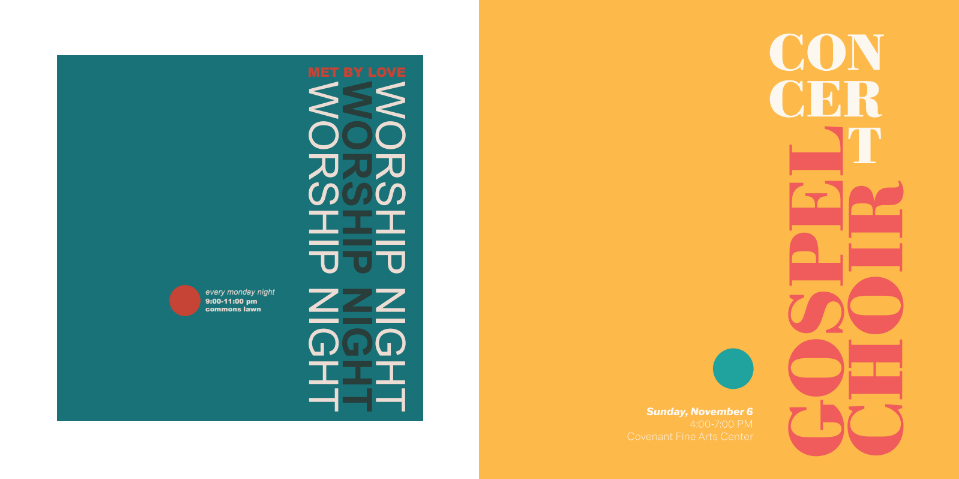 MET BY LOVE
WORSHIP NIGHT
WORSHIP NIGHT
WORSHIP NIGHT
every monday night
9:00-11:00 pm
commons lawn
CON
CER
T
GOSPEL
CHOIR
Sunday, November 6
4:00-7:00 PM
Covenant Fine Arts Center